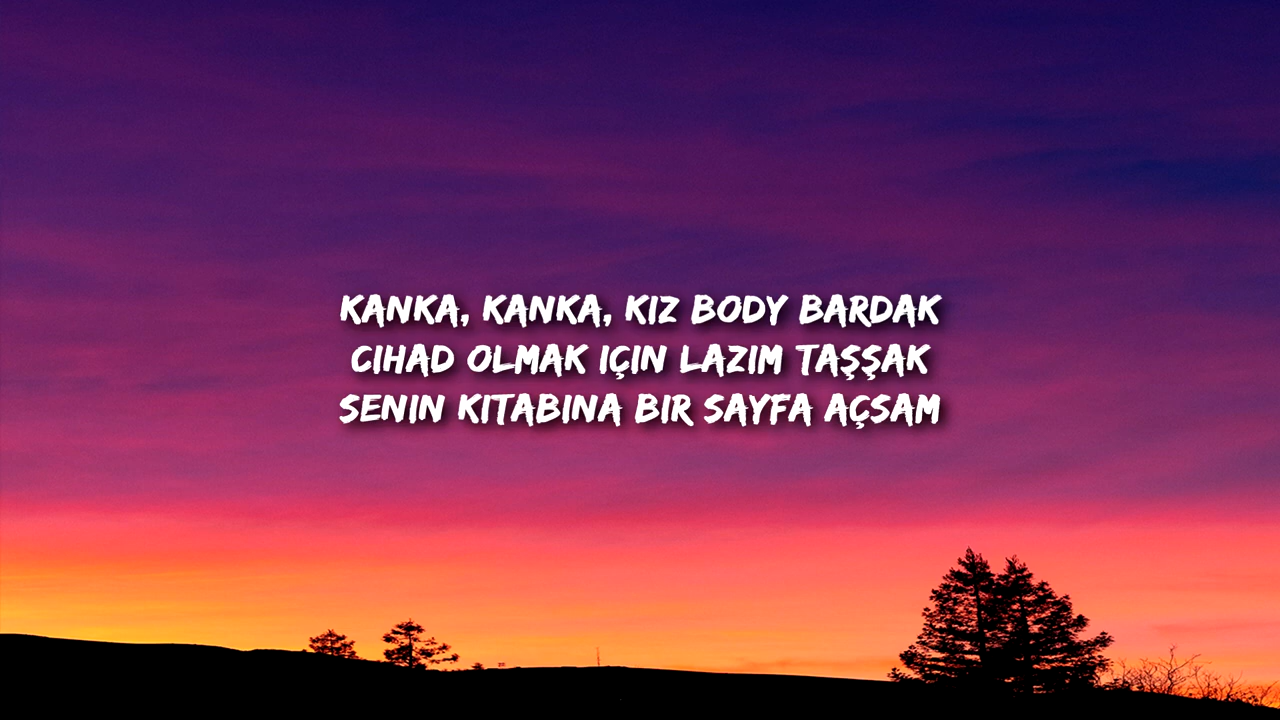 KANKA, KANKA, KIZ BODY BARDAK
CIHAD OLMAK IÇIN LAZIM TAŞŞAK
SENIN KITABINA BIR SAYFA AÇSAM